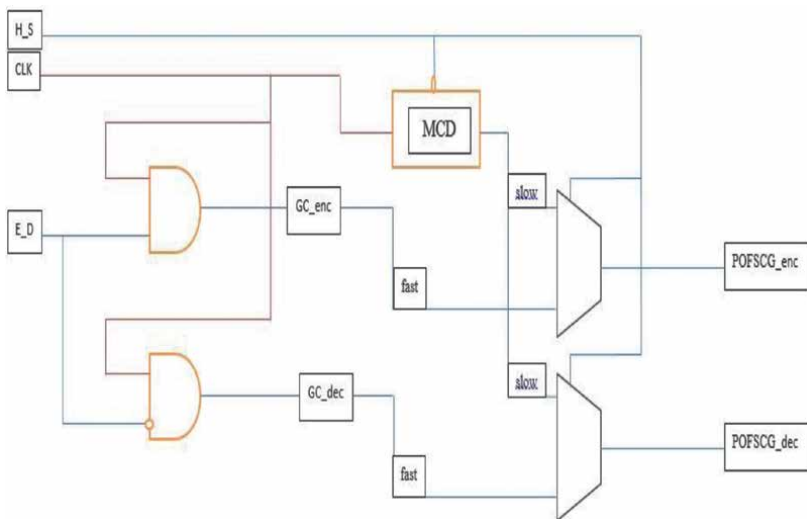 H_S
CLK
MCD
slow
E_D
GC_enc
POFSCG_enc
fast
slow
GC_dec
POFSCG_dec
fast